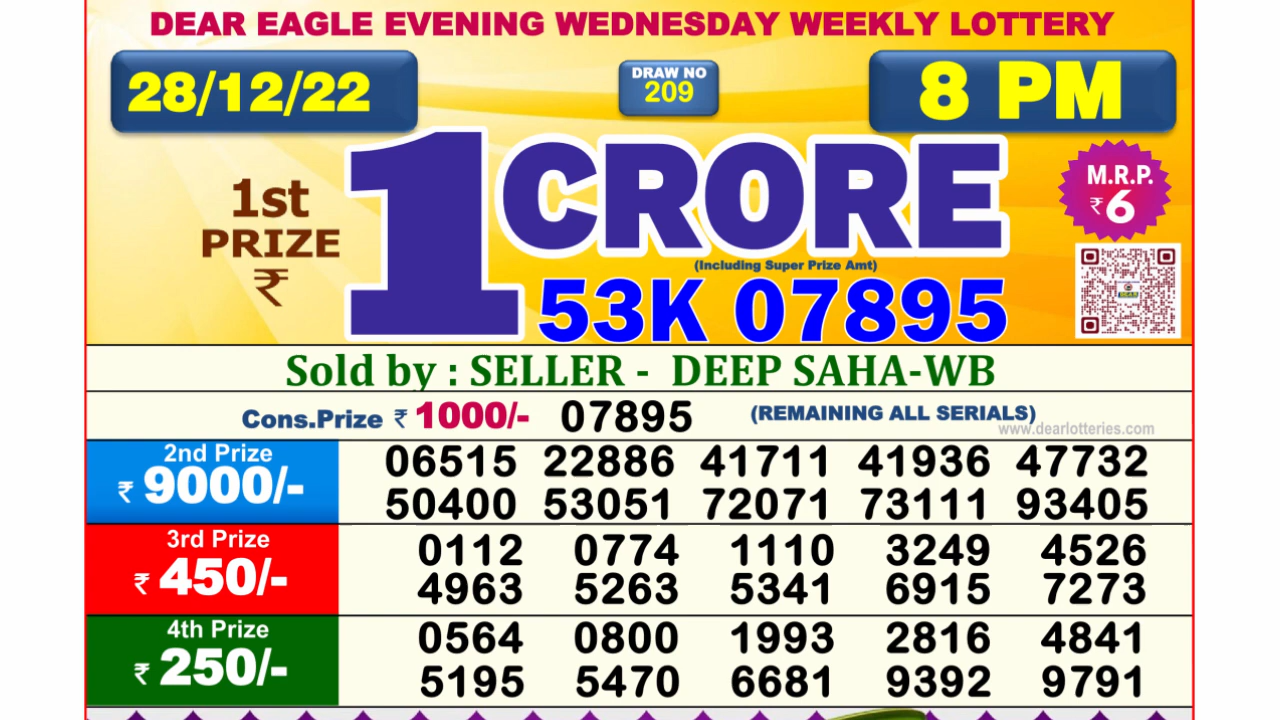 DEAR EAGLE EVENING WEDNESDAY WEEKLY LOTTERY
28/12/22
DRAW NO
209
8 PM
1st
PRIZE
₹
1 CRORE
(Including Super Prize Amt)
53K 07895
M.R.P.
₹6
Sold by : SELLER - DEEP SAHA-WB
Cons.Prize ₹ 1000/- 07895 (REMAINING ALL SERIALS)
www.dearlotteries.com
2nd Prize
₹ 9000/-
06515 22886 41711 41936 47732
50400 53051 72071 73111 93405
3rd Prize
₹ 450/-
0112 0774 1110 3249 4526
4963 5263 5341 6915 7273
4th Prize
₹ 250/-
0564 0800 1993 2816 4841
5195 5470 6681 9392 9791